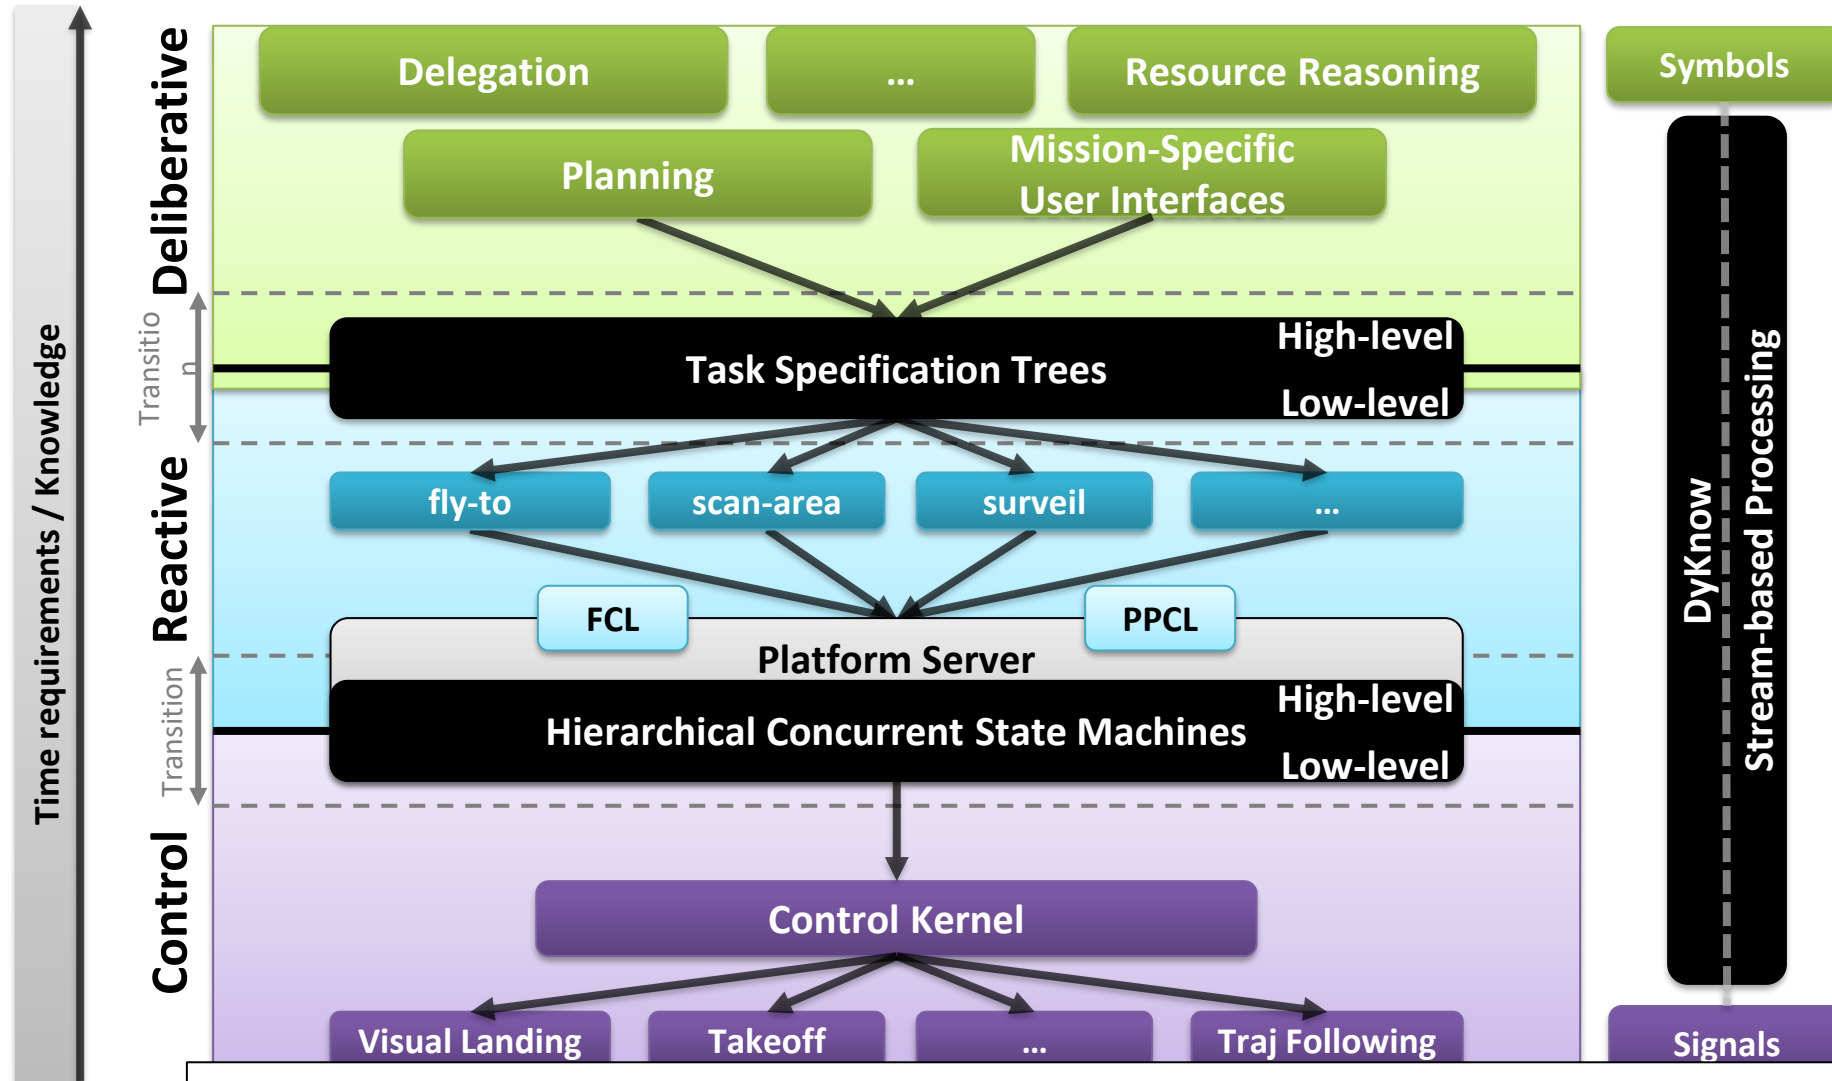 Time requirements / Knowledge
Deliberative
Delegation
...
Resource Reasoning
Planning
Mission-Specific
User Interfaces
Transitio
n
Task Specification Trees
High-level
Low-level
Reactive
fly-to
scan-area
surveil
...
FCL
PPCL
Platform Server
Transition
Hierarchical Concurrent State Machines
High-level
Low-level
Control
Control Kernel
Visual Landing
Takeoff
...
Traj Following
Symbols
DyKnow
Stream-based Processing
Signals